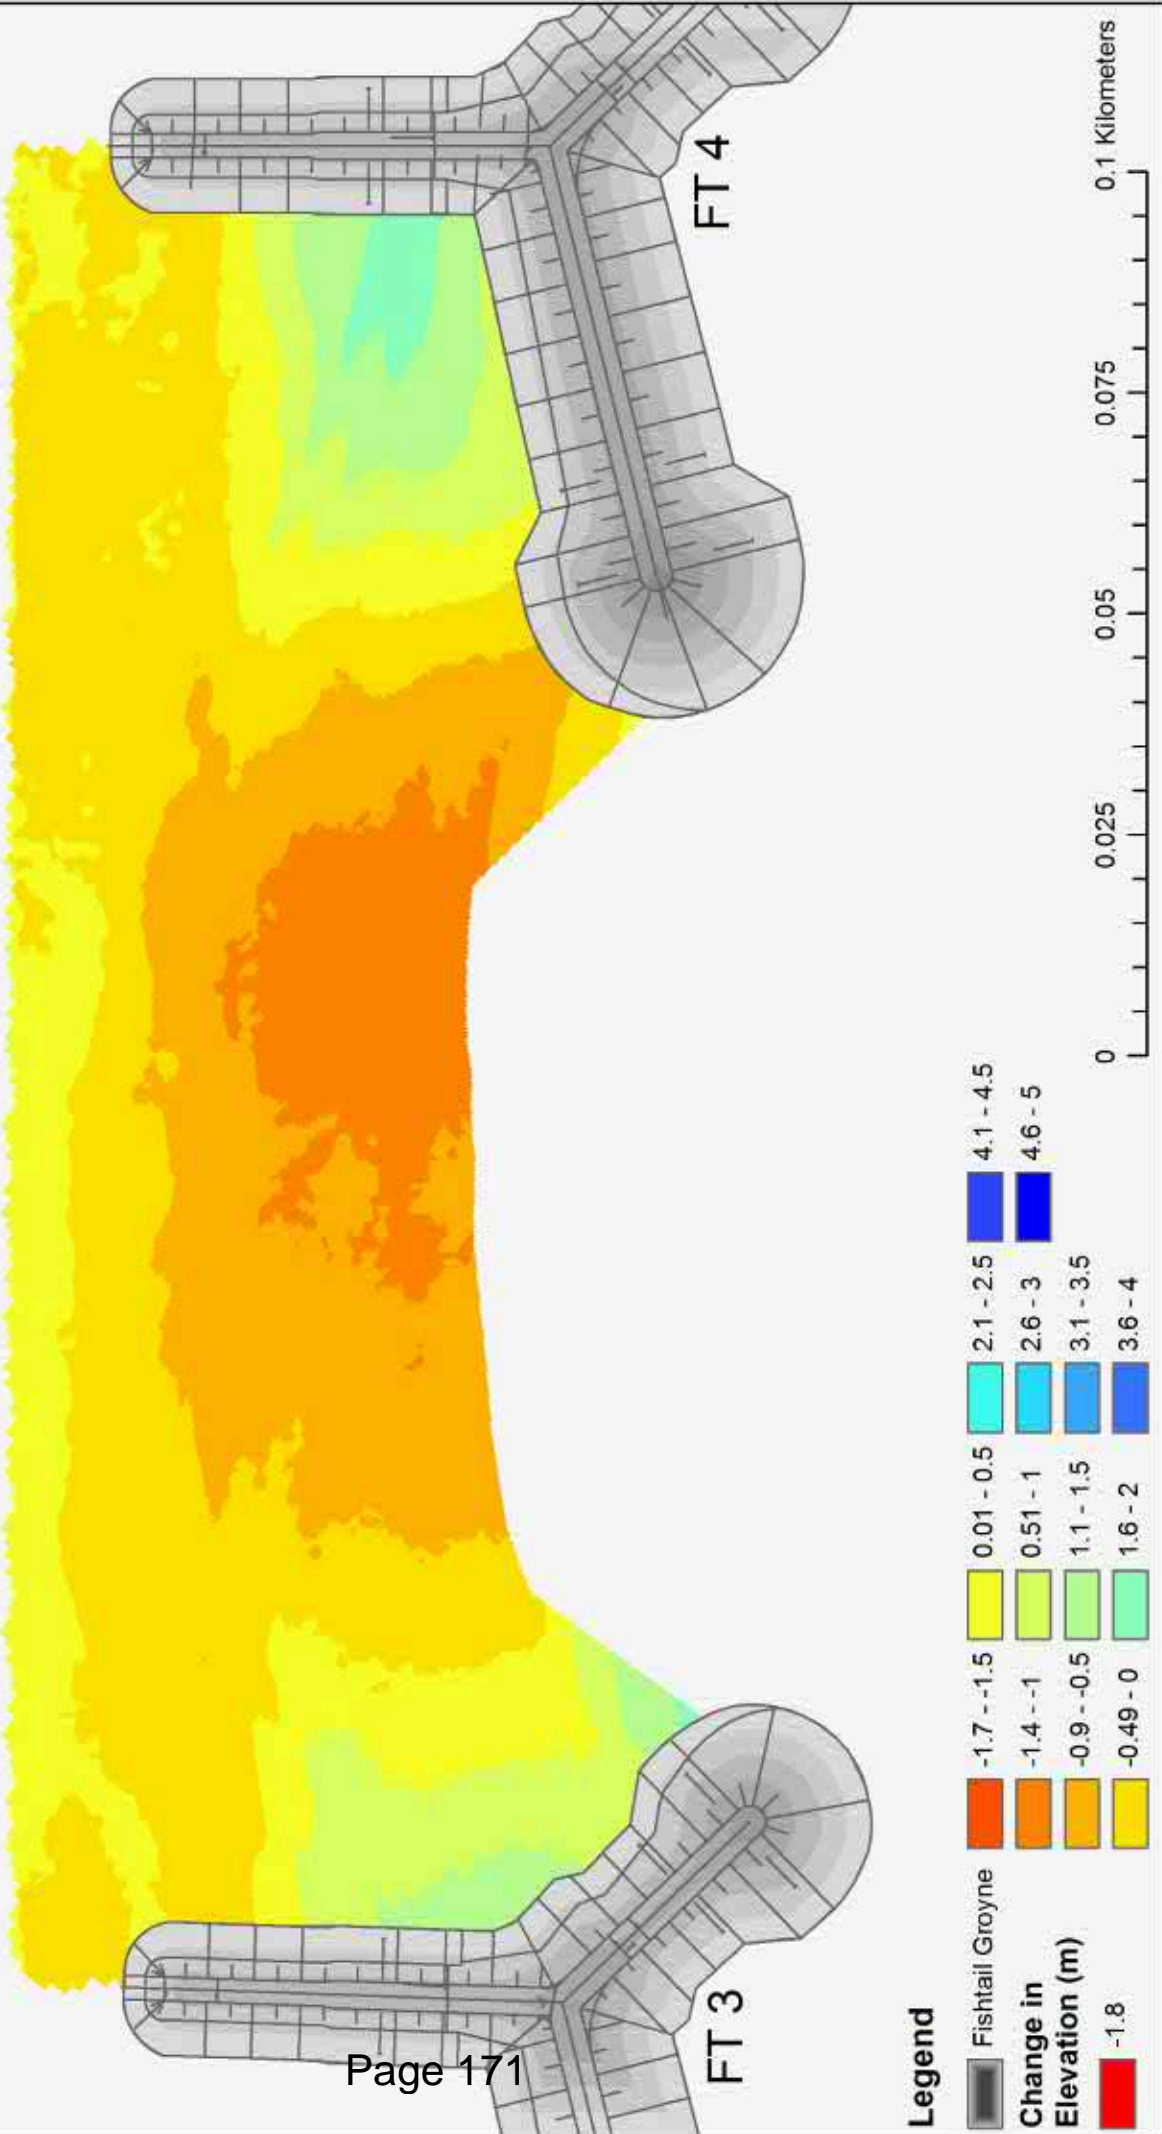 FT 3
FT 4
Page 171
Legend
Fishtail Groyne
Change in
Elevation (m)
-1.8
-1.7 - -1.5
-1.4 - -1
-0.9 - -0.5
-0.49 - 0
0.01 - 0.5
0.51 - 1
1.1 - 1.5
1.6 - 2
2.1 - 2.5
2.6 - 3
3.1 - 3.5
3.6 - 4
4.1 - 4.5
4.6 - 5
0 0.025 0.05 0.075 0.1 Kilometers